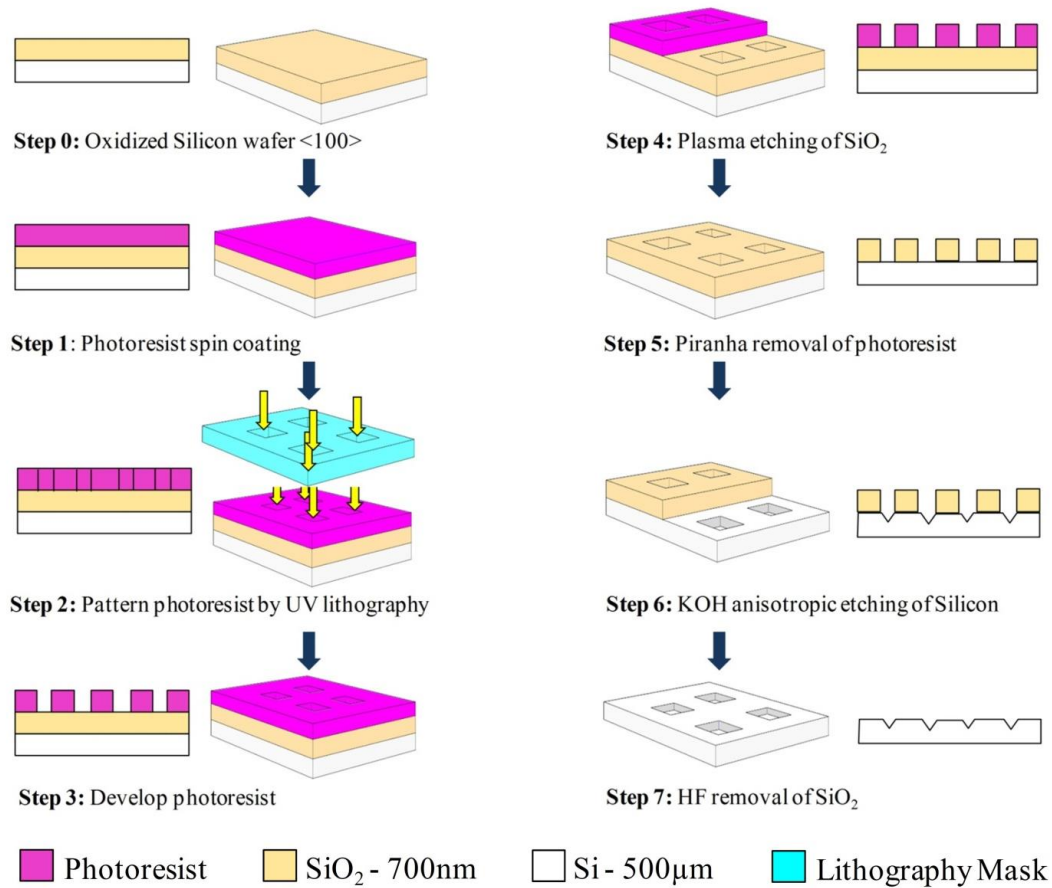 Step 0: Oxidized Silicon wafer <100>
Step 1: Photoresist spin coating
Step 2: Pattern photoresist by UV lithography
Step 3: Develop photoresist
Step 4: Plasma etching of SiO₂
Step 5: Piranha removal of photoresist
Step 6: KOH anisotropic etching of Silicon
Step 7: HF removal of SiO₂
Photoresist
SiO₂ - 700nm
Si - 500µm
Lithography Mask